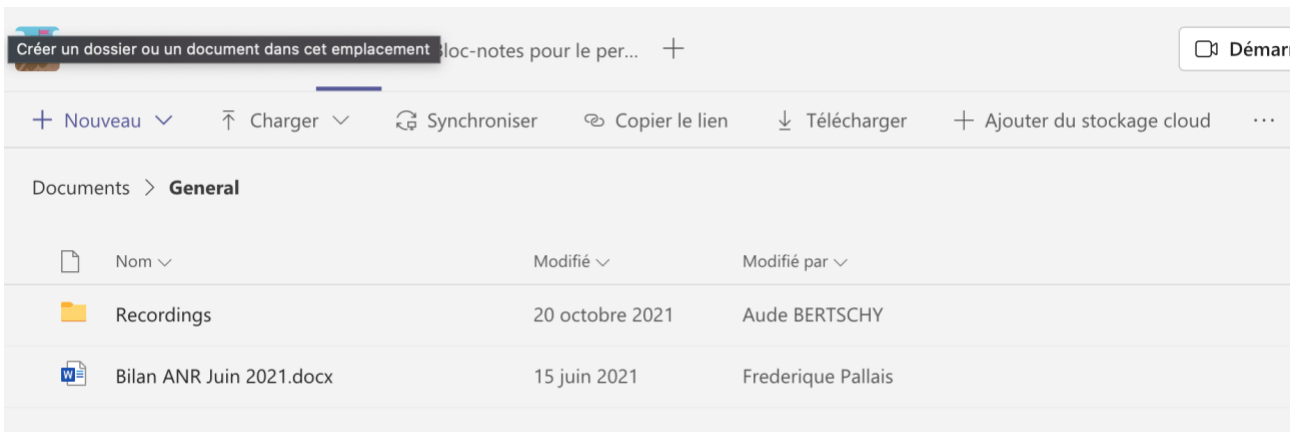 Créer un dossier ou un document dans cet emplacement loc-notes pour le per... +
Démarr
+ Nouveau Charger Synchroniser Copier le lien Télécharger + Ajouter du stockage cloud ...
Documents > General
Nom Modifié Modifié par
Recordings 20 octobre 2021 Aude BERTSCHY
Bilan ANR Juin 2021.docx 15 juin 2021 Frederique Pallais